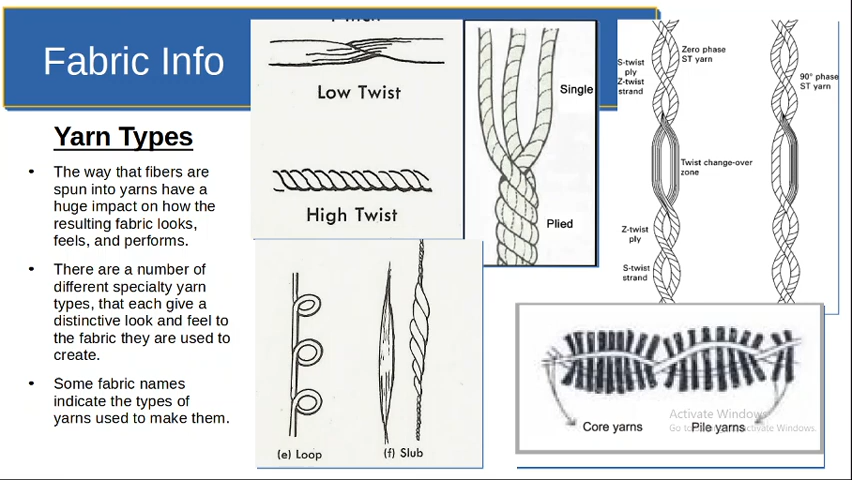 Fabric Info
Yarn Types
The way that fibers are
spun into yarns have a
huge impact on how the
resulting fabric looks,
feels, and performs.
There are a number of
different specialty yarn
types, that each give a
distinctive look and feel to
the fabric they are used to
create.
Some fabric names
indicate the types of
yarns used to make them.
Low Twist
High Twist
Single
Plied
S-twist
ply
Z-twist
strand
Zero phase
ST yarn
90° phase
ST yarn
Twist change-over
zone
Z-twist
ply
S-twist
strand
(e) Loop
(f) Slub
Core yarns
Pile yarns
Activate Windows